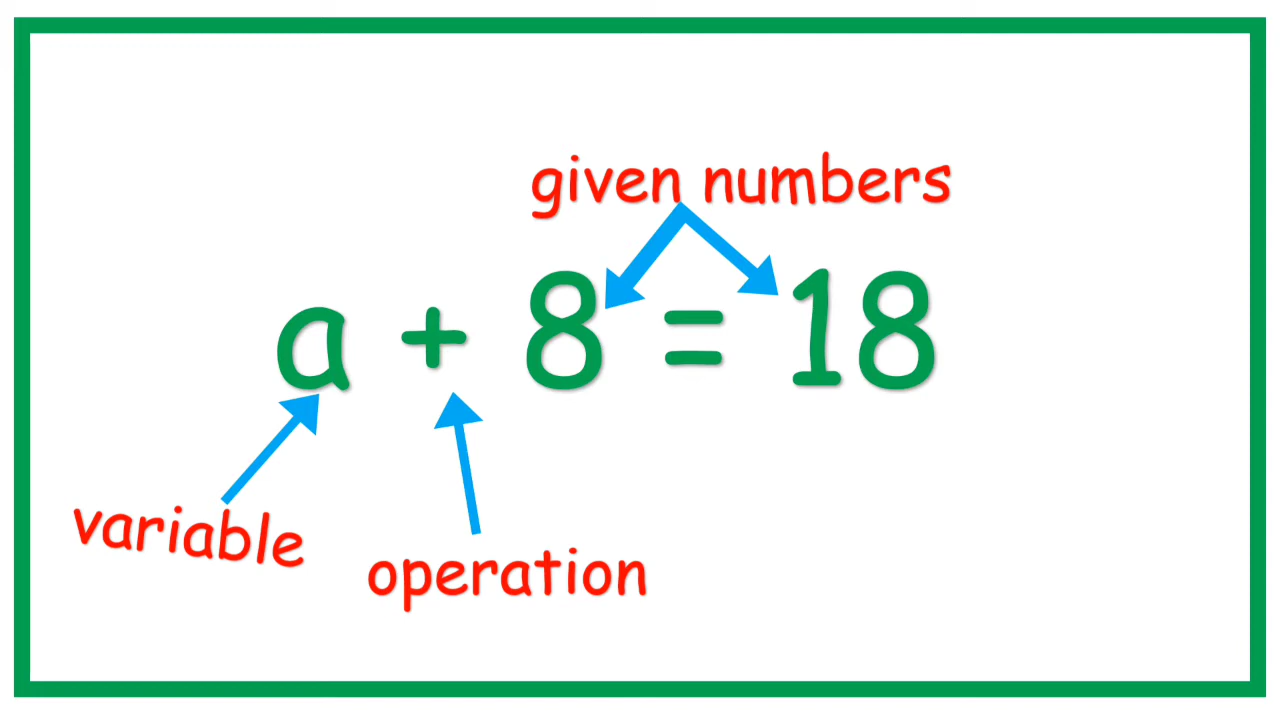 given numbers
a + 8 = 18
variable
operation